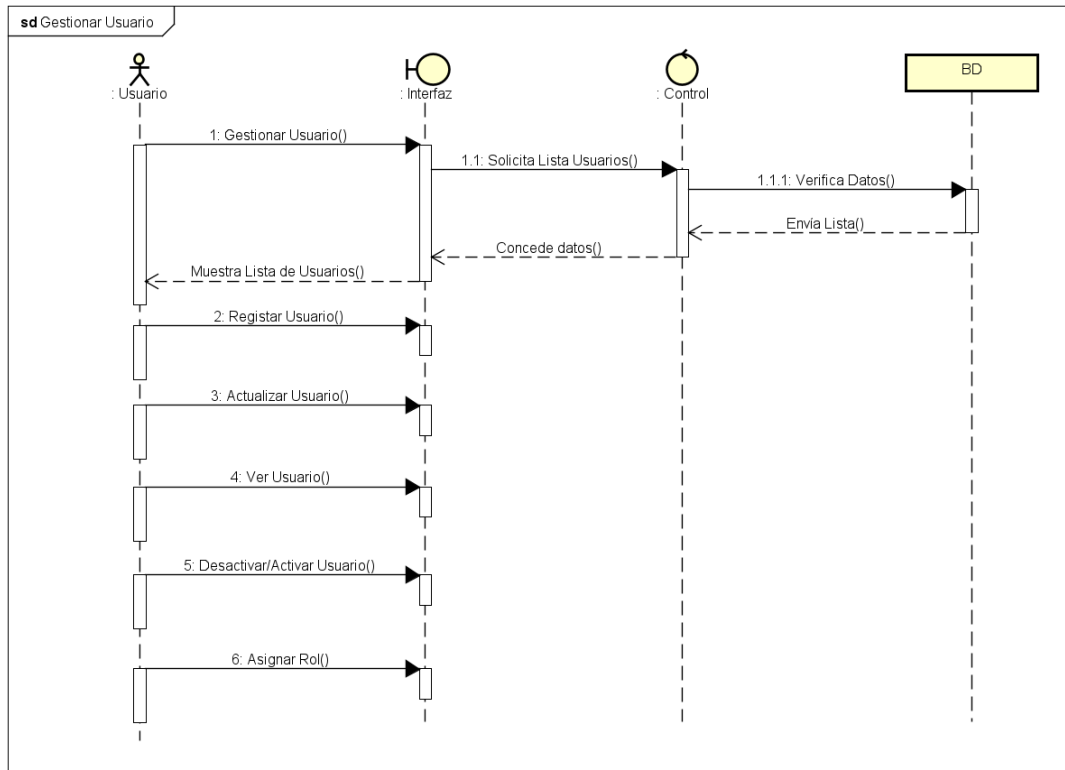 sd Gestionar Usuario
: Usuario
: Interfaz
: Control
BD
1: Gestionar Usuario()
1.1: Solicita Lista Usuarios()
1.1.1: Verifica Datos()
Envía Lista()
Concede datos()
Muestra Lista de Usuarios()
2: Registar Usuario()
3: Actualizar Usuario()
4: Ver Usuario()
5: Desactivar/Activar Usuario()
6: Asignar Rol()